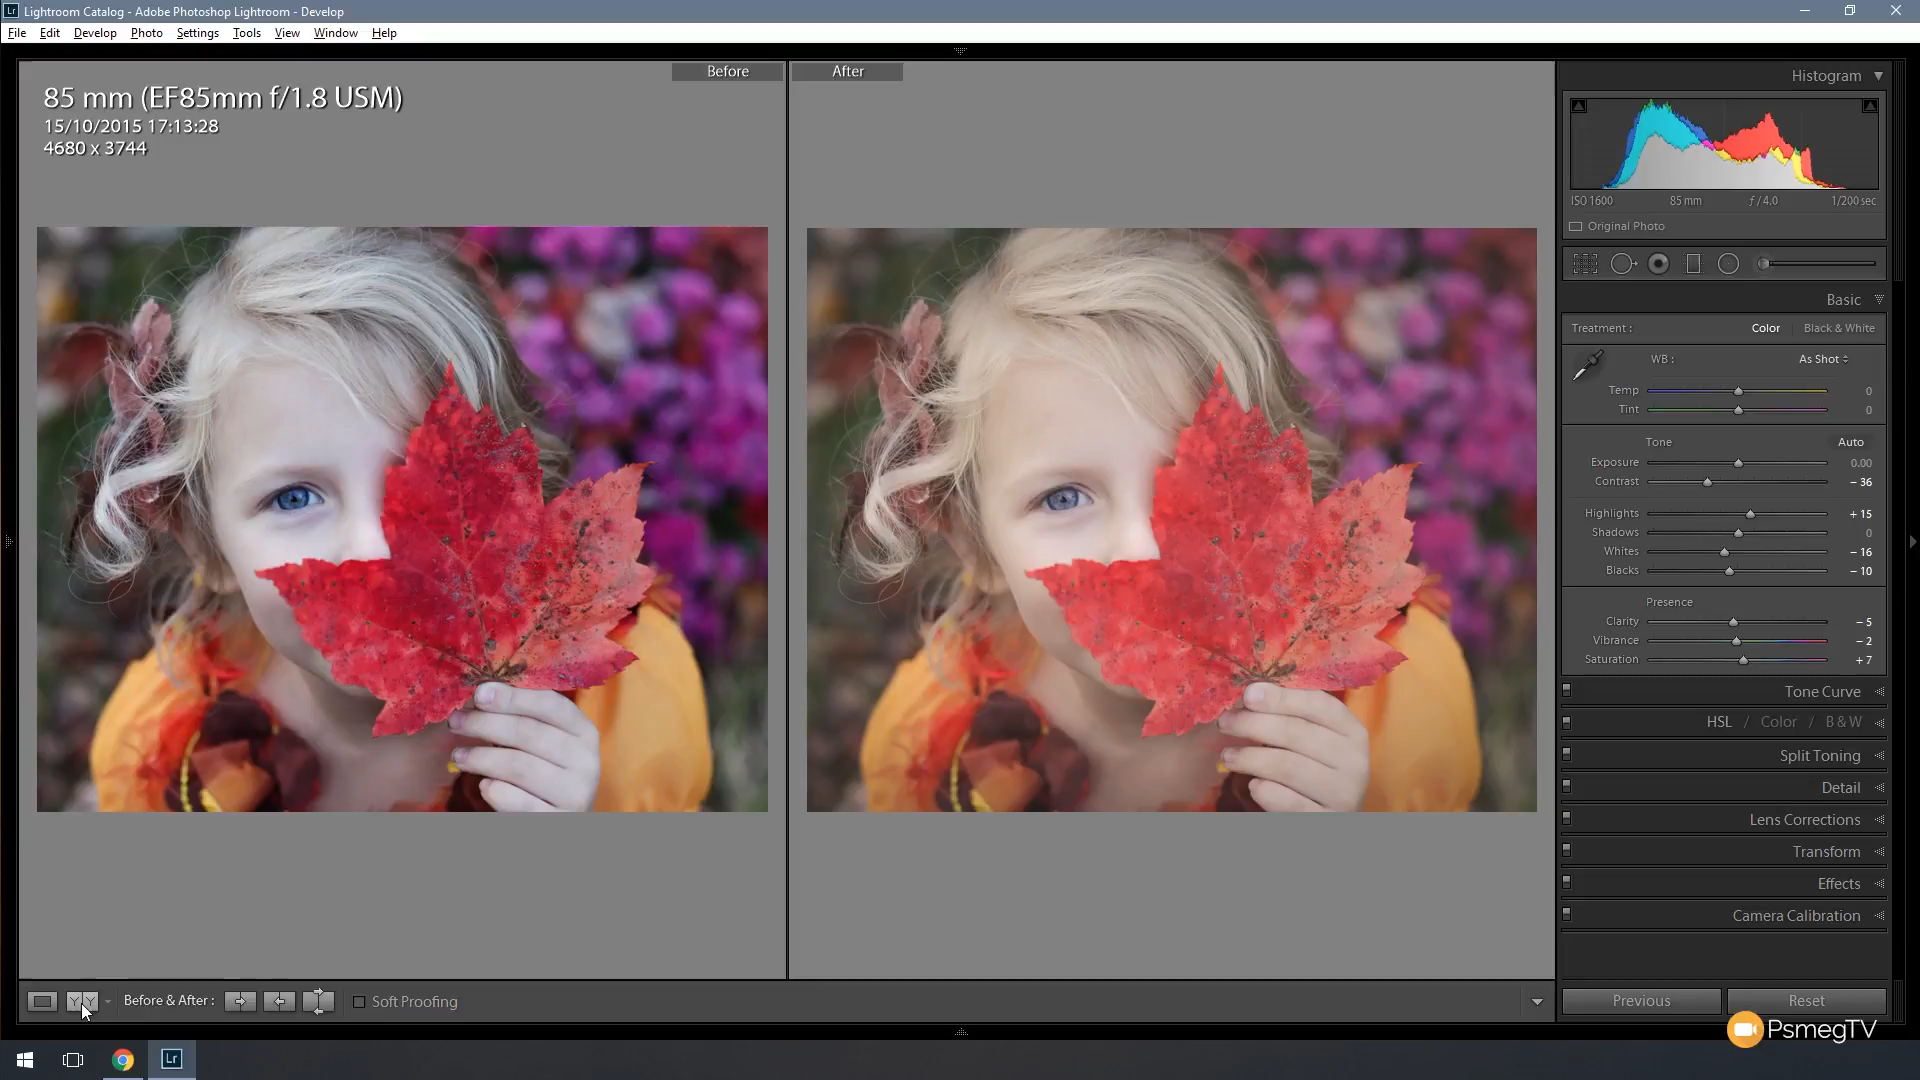 Lightroom Catalog - Adobe Photoshop Lightroom - Develop
File Edit Develop Photo Settings Tools View Window Help
Before After
85 mm (EF85mm f/1.8 USM)
15/10/2015 17:13:28
4680 x 3744
Histogram
ISO 1600 85 mm ƒ / 4.0 1/200 sec
Original Photo
Basic
Treatment : Color Black & White
WB : As Shot
Temp 0
Tint 0
Tone Auto
Exposure 0.00
Contrast – 36
Highlights + 15
Shadows 0
Whites – 16
Blacks – 10
Presence
Clarity – 5
Vibrance – 2
Saturation + 7
Tone Curve
HSL / Color / B & W
Split Toning
Detail
Lens Corrections
Transform
Effects
Camera Calibration
YY Before & After : Soft Proofing
Previous Reset
PsmegTV
Lr